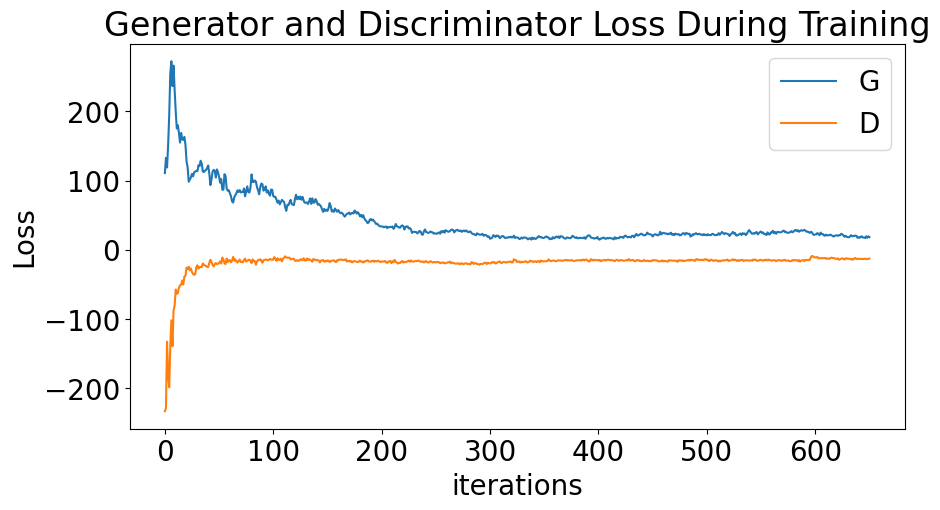 Generator and Discriminator Loss During Training
G
D
200
100
0
−100
−200
Loss
0 100 200 300 400 500 600
iterations